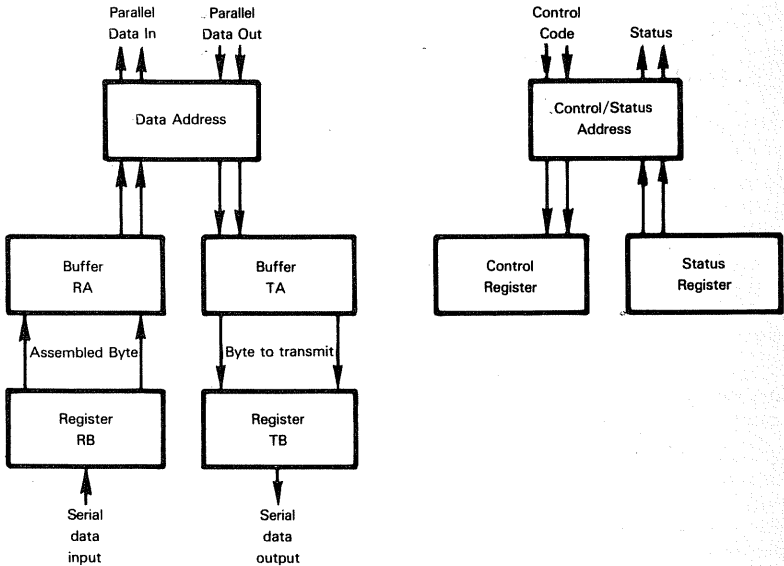 Parallel
Data In
Parallel
Data Out
Data Address
Buffer
RA
Buffer
TA
Assembled Byte
Byte to transmit
Register
RB
Register
TB
Serial
data
input
Serial
data
output
Control
Code
Status
Control/Status
Address
Control
Register
Status
Register